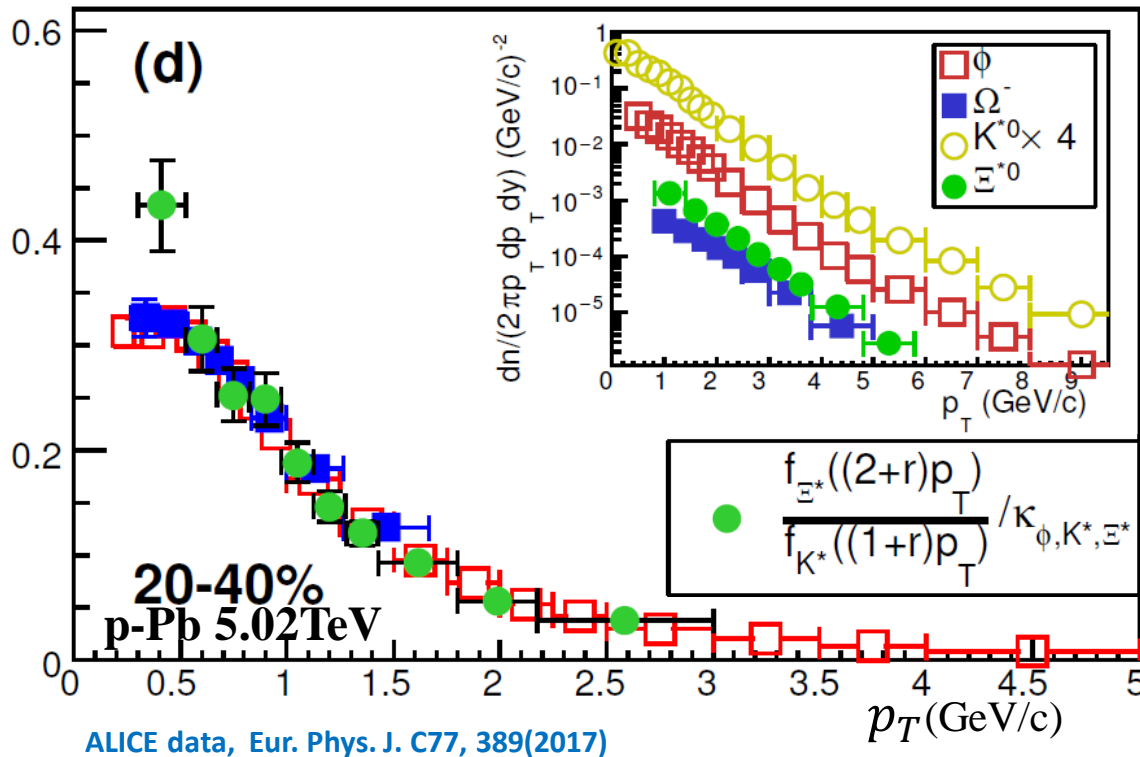 (d)
0.6
0.4
0.2
0
20-40%
p-Pb 5.02TeV
0 0.5 1 1.5 2 2.5 3 3.5 4 4.5 5
p_T(GeV/c)
dn/(2πp_T dp_T dy) (GeV/c)^-2
1
10^-1
10^-2
10^-3
10^-4
10^-5
0 1 2 3 4 5 6 7 8 9
p_T (GeV/c)
ϕ
Ω^-
K^*0 × 4
Ξ^*0
f_Ξ*((2+r)p_T)
f_K*((1+r)p_T)
/κ_ϕ,K*,Ξ*
ALICE data, Eur. Phys. J. C77, 389(2017)